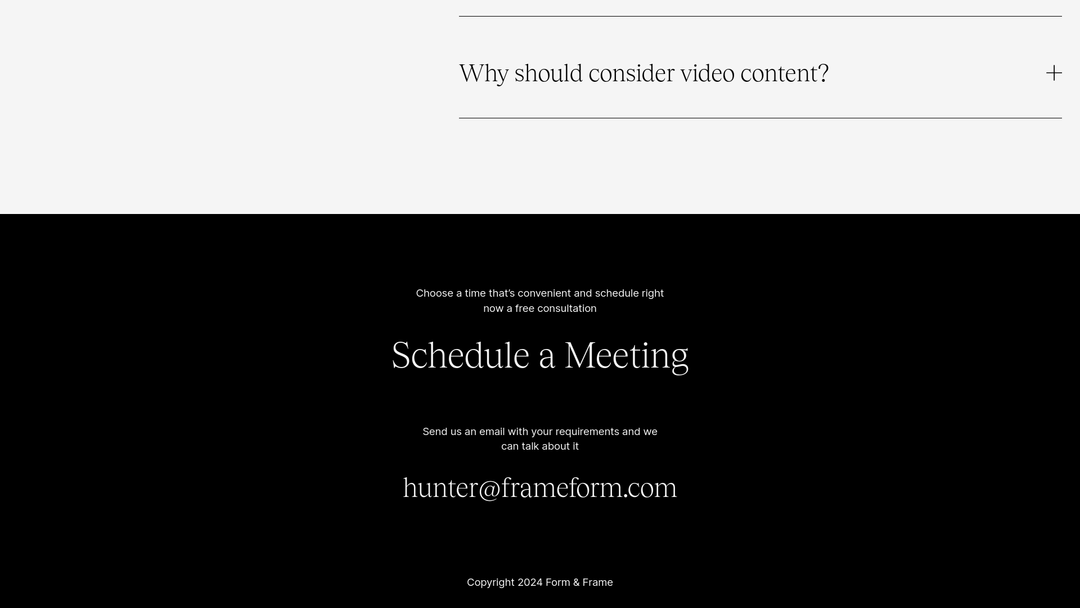 Why should consider video content?
Choose a time that’s convenient and schedule right
now a free consultation
Schedule a Meeting
Send us an email with your requirements and we
can talk about it
hunter@frameform.com
Copyright 2024 Form & Frame